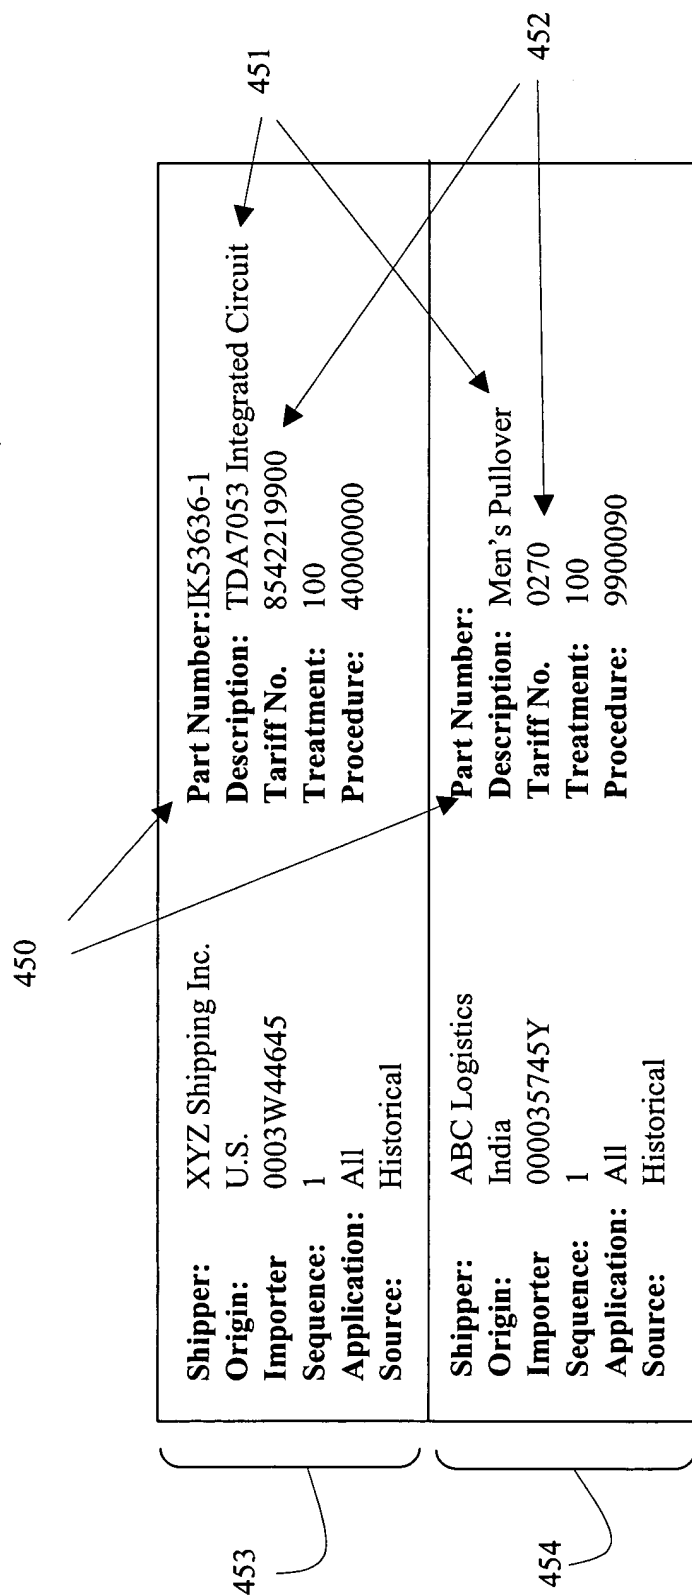 450
Shipper: XYZ Shipping Inc. Part Number:IK53636-1
Origin: U.S. Description: TDA7053 Integrated Circuit
Importer 0003W44645 Tariff No. 8542219900
Sequence: 1 Treatment: 100
Application: All Procedure: 40000000
Source: Historical
451
453
Shipper: ABC Logistics Part Number:
Origin: India Description: Men's Pullover
Importer 000035745Y Tariff No. 0270
Sequence: 1 Treatment: 100
Application: All Procedure: 9900090
Source: Historical
452
454